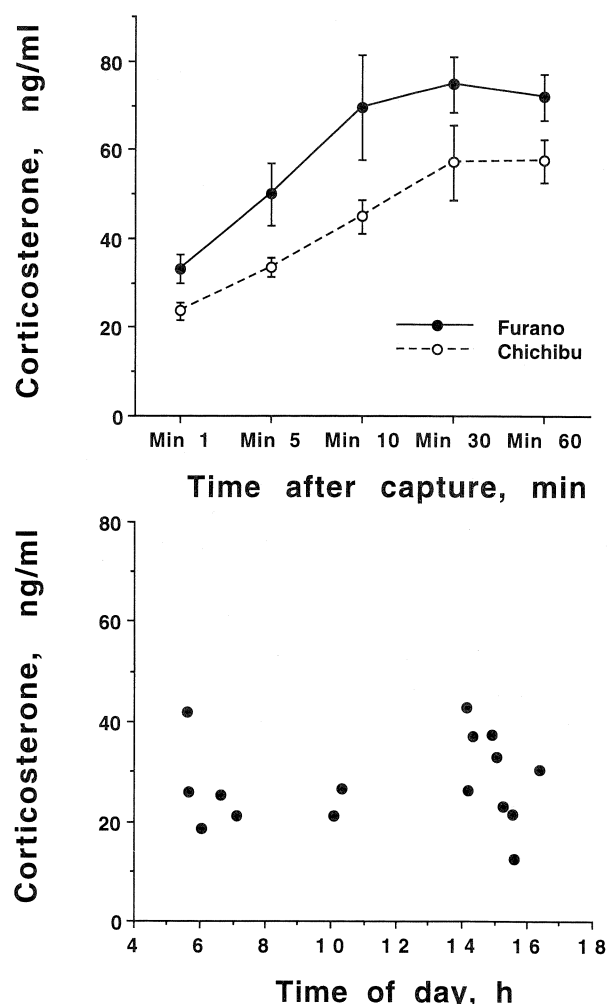 Corticosterone, ng/ml
80
60
40
20
0
Furano
Chichibu
Min 1 Min 5 Min 10 Min 30 Min 60
Time after capture, min
Corticosterone, ng/ml
80
60
40
20
0
4 6 8 10 12 14 16 18
Time of day, h